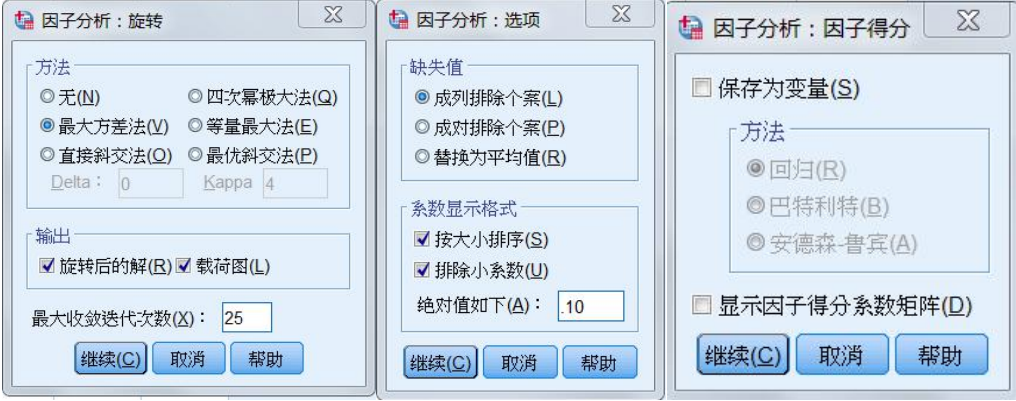 因子分析：旋转
方法
无(N)
四次幂极大法(Q)
最大方差法(V)
等量最大法(E)
直接斜交法(O)
最优斜交法(P)
Delta： 0
Kappa 4
输出
旋转后的解(R)
载荷图(L)
最大收敛迭代次数(X)： 25
继续(C)
取消
帮助
因子分析：选项
缺失值
成列排除个案(L)
成对排除个案(P)
替换为平均值(R)
系数显示格式
按大小排序(S)
排除小系数(U)
绝对值如下(A)： .10
继续(C)
取消
帮助
因子分析：因子得分
保存为变量(S)
方法
回归(R)
巴特利特(B)
安德森-鲁宾(A)
显示因子得分系数矩阵(D)
继续(C)
取消
帮助